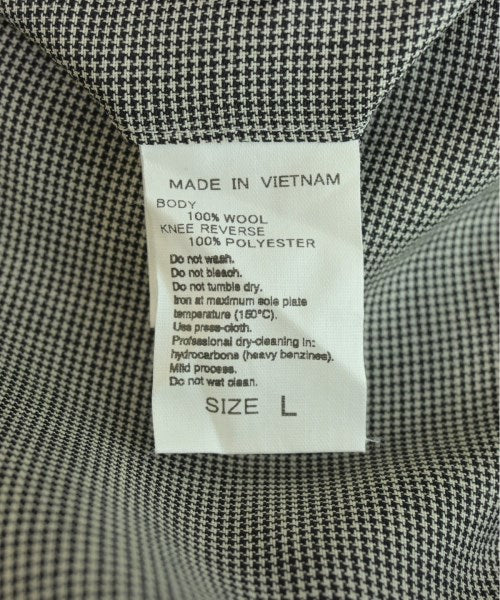 MADE IN VIETNAM
BODY
100% WOOL
KNEE REVERSE
100% POLYESTER
Do not wash.
Do not bleach.
Do not tumble dry.
Iron at maximum sole plate
temperature (150°C).
Use press-cloth.
Professional dry-cleaning in:
hydrocarbons (heavy benzines).
Mild process.
Do not wet clean.
SIZE L